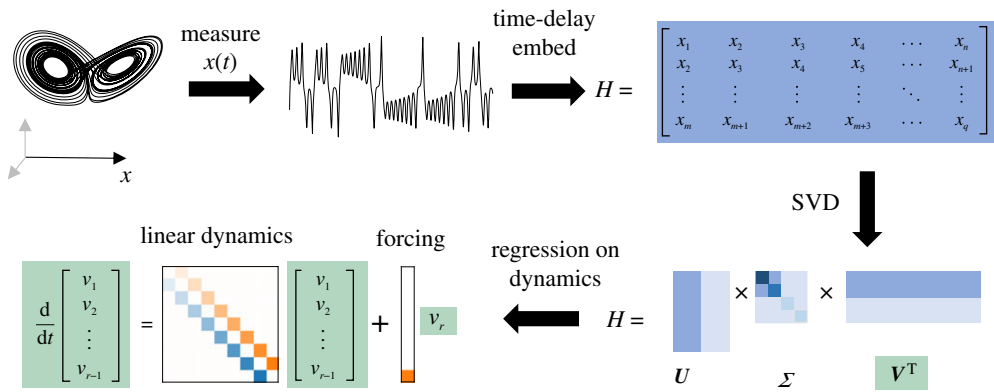 measure
x(t)
x
time-delay
embed
H =
x₁ x₂ x₃ x₄ ⋯ xₙ
x₂ x₃ x₄ x₅ ⋯ xₙ₊₁
⋮ ⋮ ⋮ ⋮ ⋱ ⋮
xₘ xₘ₊₁ xₘ₊₂ xₘ₊₃ ⋯ x_q
SVD
linear dynamics
forcing
regression on
dynamics
d/dt [v₁ v₂ ⋮ vᵣ₋₁] = [v₁ v₂ ⋮ vᵣ₋₁] + vᵣ
H = × ×
U Σ Vᵀ